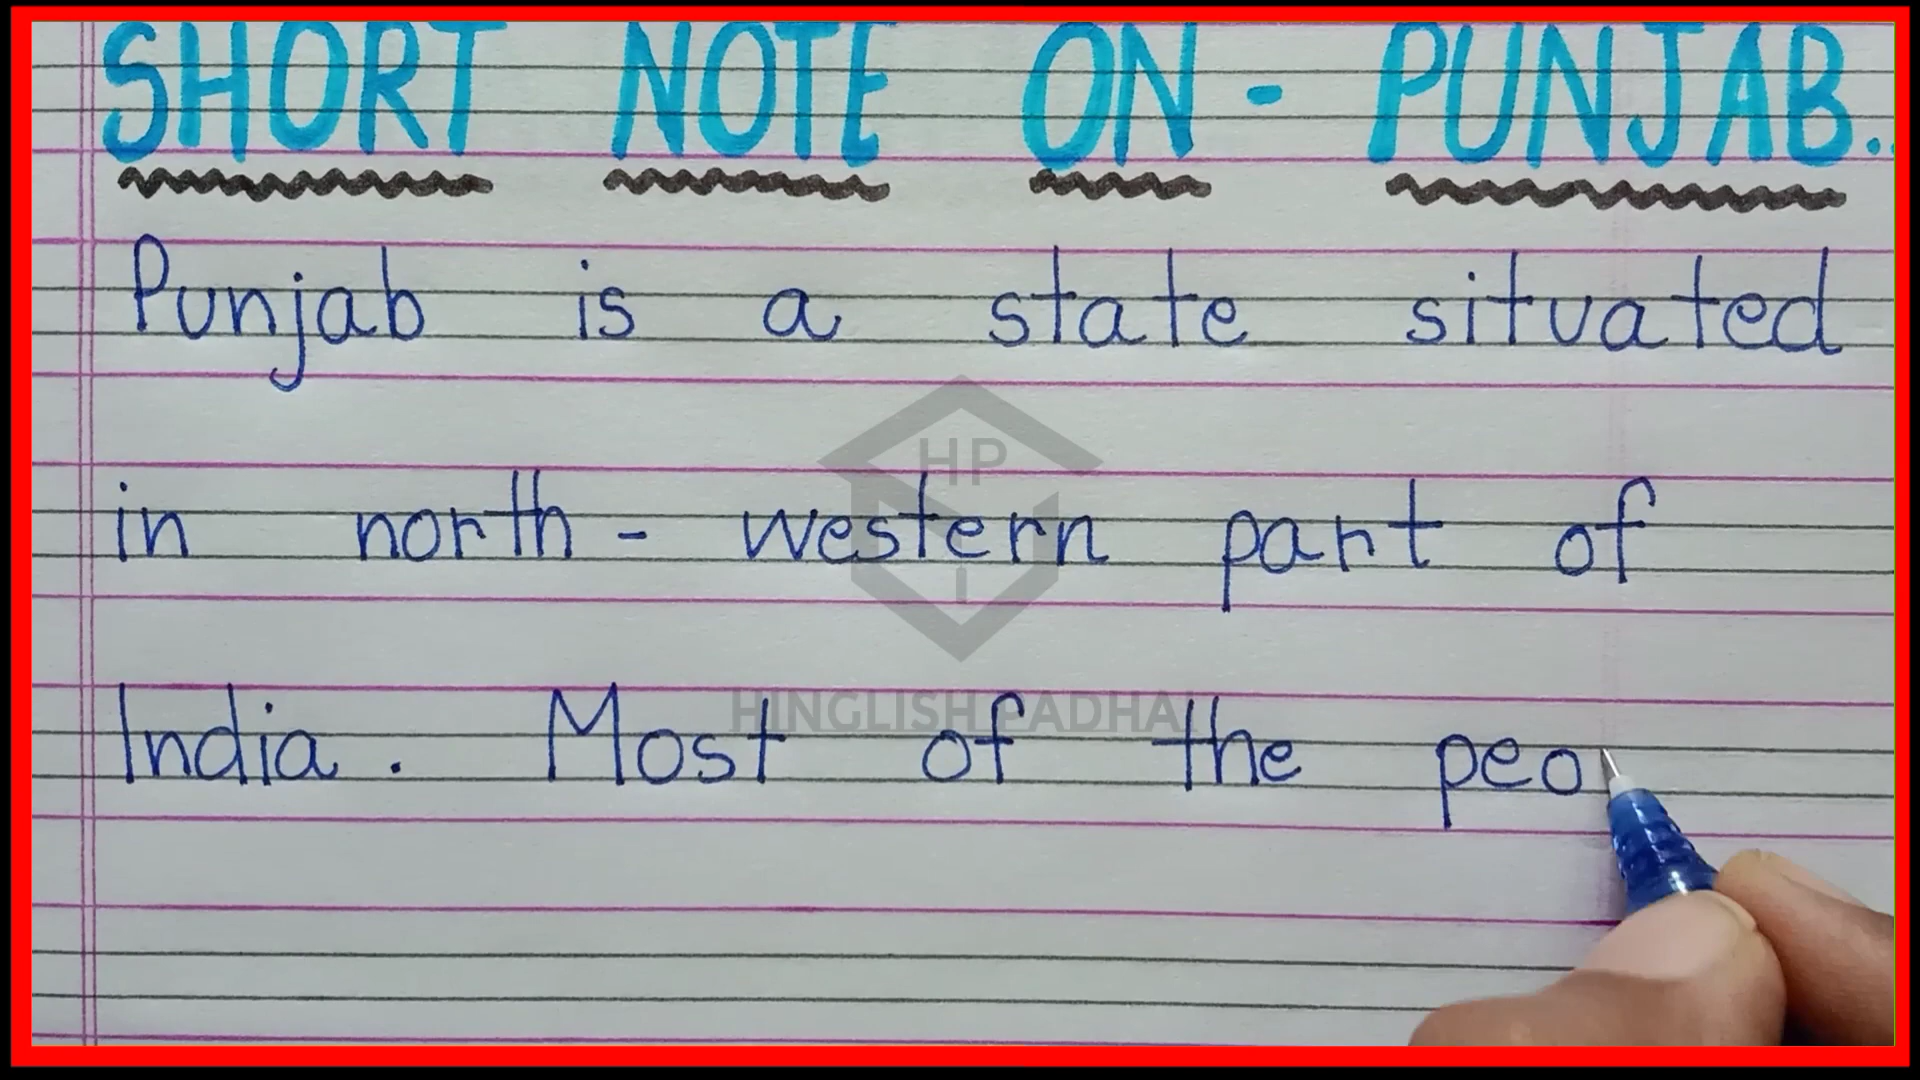 SHORT NOTE ON - PUNJAB..
Punjab is a state situated
in north - western part of
India. Most of the peo
HP
I
HINGLISH PADHAI